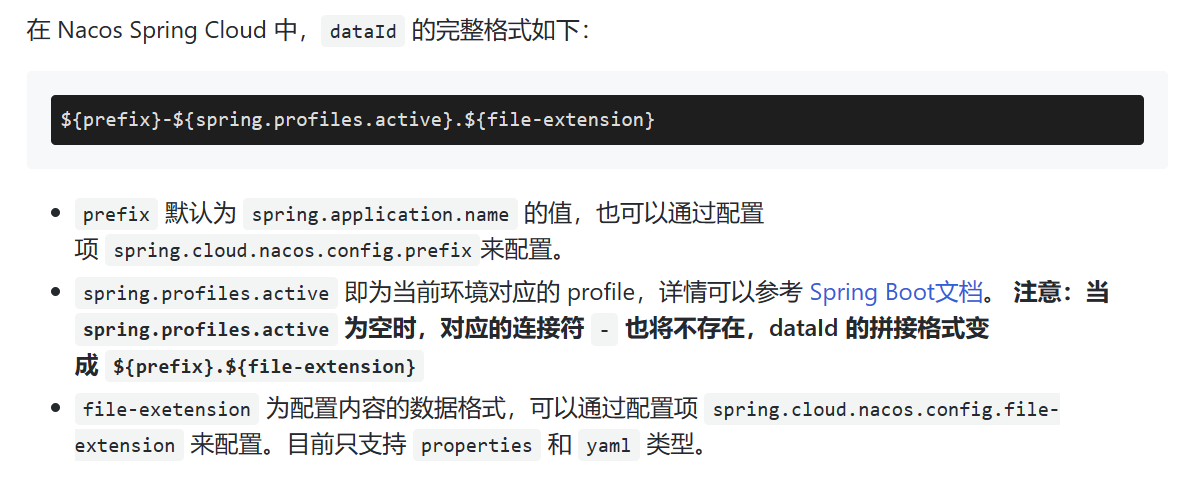 在 Nacos Spring Cloud 中，dataId 的完整格式如下：
${prefix}-${spring.profiles.active}.${file-extension}
prefix 默认为 spring.application.name 的值，也可以通过配置
项 spring.cloud.nacos.config.prefix来配置。
spring.profiles.active 即为当前环境对应的 profile，详情可以参考 Spring Boot文档。 注意：当
spring.profiles.active 为空时，对应的连接符 - 也将不存在，dataId 的拼接格式变
成 ${prefix}.${file-extension}
file-exetension 为配置内容的数据格式，可以通过配置项 spring.cloud.nacos.config.file-
extension 来配置。目前只支持 properties 和 yaml 类型。